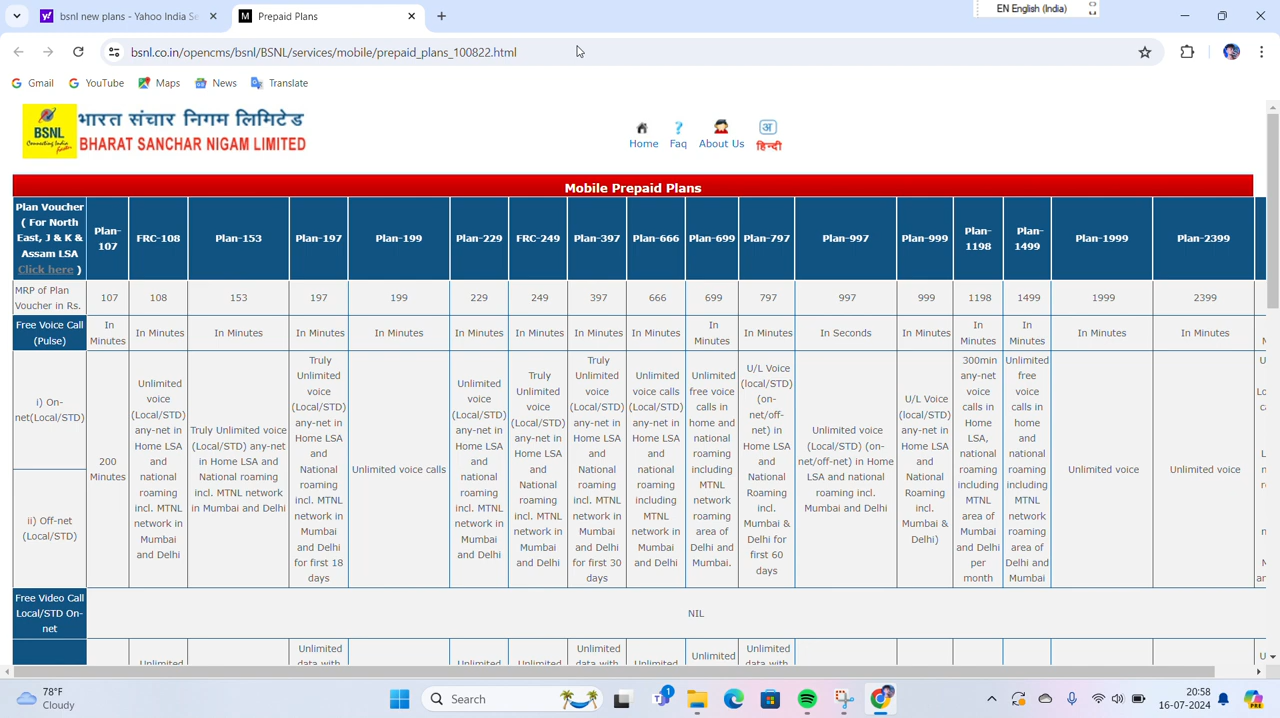 bsnl new plans - Yahoo India Se
Prepaid Plans
EN English (India)
bsnl.co.in/opencms/bsnl/BSNL/services/mobile/prepaid_plans_100822.html
Gmail YouTube Maps News Translate
BSNL
Connecting India
भारत संचार निगम लिमिटेड
BHARAT SANCHAR NIGAM LIMITED
Home Faq About Us हिन्दी
अ
Mobile Prepaid Plans
Plan Voucher
( For North
East, J & K &
Assam LSA
Click here )
Plan-
107
FRC-108
Plan-153
Plan-197
Plan-199
Plan-229
FRC-249
Plan-397
Plan-666
Plan-699
Plan-797
Plan-997
Plan-999
Plan-
1198
Plan-
1499
Plan-1999
Plan-2399
MRP of Plan
Voucher in Rs.
107 108 153 197 199 229 249 397 666 699 797 997 999 1198 1499 1999 2399
Free Voice Call
(Pulse)
In
Minutes
In Minutes
In Minutes
In Minutes
In Minutes
In Minutes
In Minutes
In Minutes
In Minutes
In
Minutes
In Minutes
In Seconds
In Minutes
In
Minutes
In
Minutes
In Minutes
In Minutes
i) On-
net(Local/STD)
ii) Off-net
(Local/STD)
200
Minutes
Unlimited
voice
(Local/STD)
any-net in
Home LSA
and
national
roaming
incl. MTNL
network in
Mumbai
and Delhi
Truly Unlimited voice
(Local/STD) any-net
in Home LSA and
National roaming
incl. MTNL network
in Mumbai and Delhi
Truly
Unlimited
voice
(Local/STD)
any-net in
Home LSA
and
National
roaming
incl. MTNL
network in
Mumbai
and Delhi
for first 18
days
Unlimited voice calls
Unlimited
voice
(Local/STD)
any-net in
Home LSA
and
national
roaming
incl. MTNL
network in
Mumbai
and Delhi
Truly
Unlimited
voice
(Local/STD)
Home LSA
and
National
roaming
incl. MTNL
network in
Mumbai
and Delhi
Truly
Unlimited
voice
(Local/STD)
any-net in
Home LSA
and
National
roaming
incl. MTNL
network in
Mumbai
and Delhi
for first 30
days
Unlimited
voice calls
(Local/STD)
any-net in
Home LSA
and
national
roaming
including
MTNL
network in
Mumbai
and Delhi
Unlimited
free voice
calls in
home and
national
roaming
including
MTNL
network
roaming
area of
Delhi and
Mumbai.
U/L Voice
(local/STD)
(on-
net/off-
net) in
Home LSA
and
National
Roaming
incl.
Mumbai &
Delhi for
first 60
days
Unlimited voice
(Local/STD) (on-
net/off-net) in Home
LSA and national
roaming incl.
Mumbai and Delhi
U/L Voice
(local/STD)
any-net in
Home LSA
and
National
Roaming
incl.
Mumbai &
Delhi)
300min
any-net
voice
calls in
Home
LSA,
national
roaming
including
MTNL
area of
Mumbai
and Delhi
per
month
Unlimited
free
voice
calls in
home
and
national
roaming
including
MTNL
network
roaming
area of
Delhi and
Mumbai
Unlimited voice
Unlimited voice
Free Video Call
Local/STD On-
net
NIL
Unlimited
Unlimited
data with
Unlimited
Unlimited
Unlimited
data with
Unlimited
Unlimited
Unlimited
data with
78°F
Cloudy
Search
1
20:58
16-07-2024
PRE